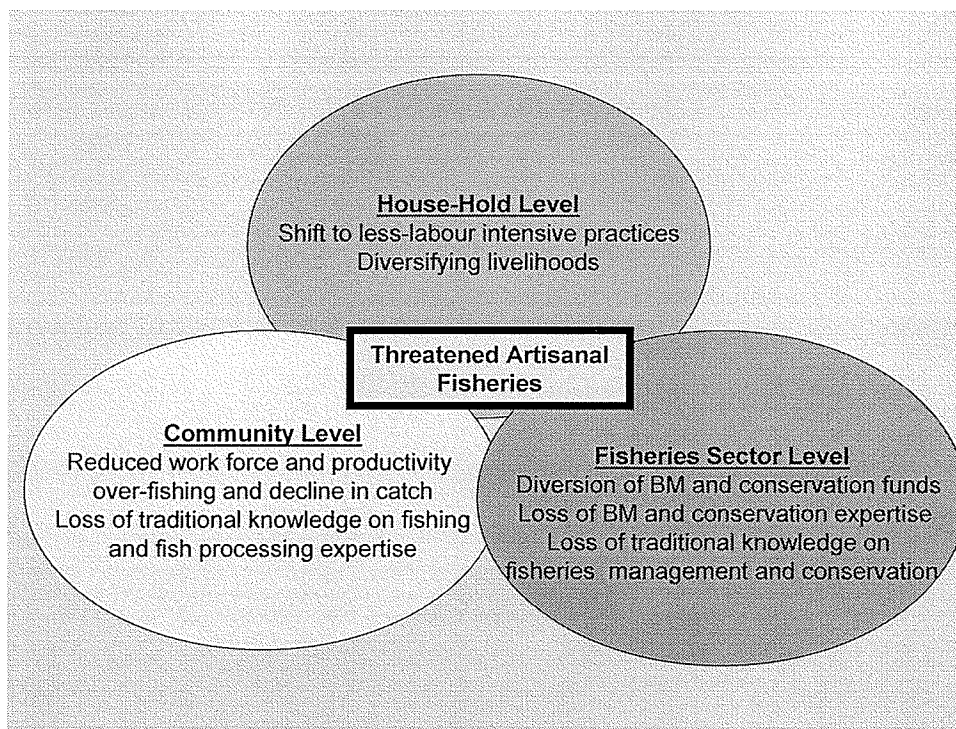 House-Hold Level
Shift to less-labour intensive practices
Diversifying livelihoods
Threatened Artisanal
Fisheries
Community Level
Reduced work force and productivity
over-fishing and decline in catch
Loss of traditional knowledge on fishing
and fish processing expertise
Fisheries Sector Level
Diversion of BM and conservation funds
Loss of BM and conservation expertise
Loss of traditional knowledge on
fisheries management and conservation